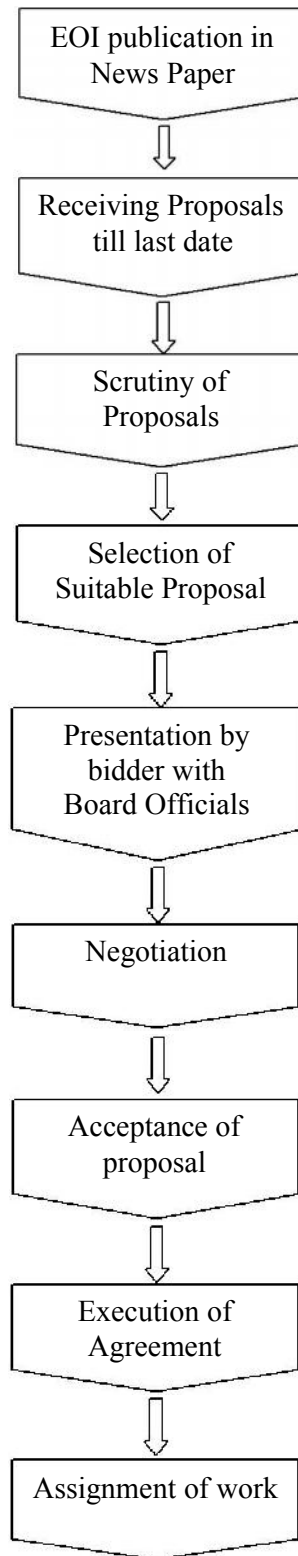 EOI publication in
News Paper
Receiving Proposals
till last date
Scrutiny of
Proposals
Selection of
Suitable Proposal
Presentation by
bidder with
Board Officials
Negotiation
Acceptance of
proposal
Execution of
Agreement
Assignment of work